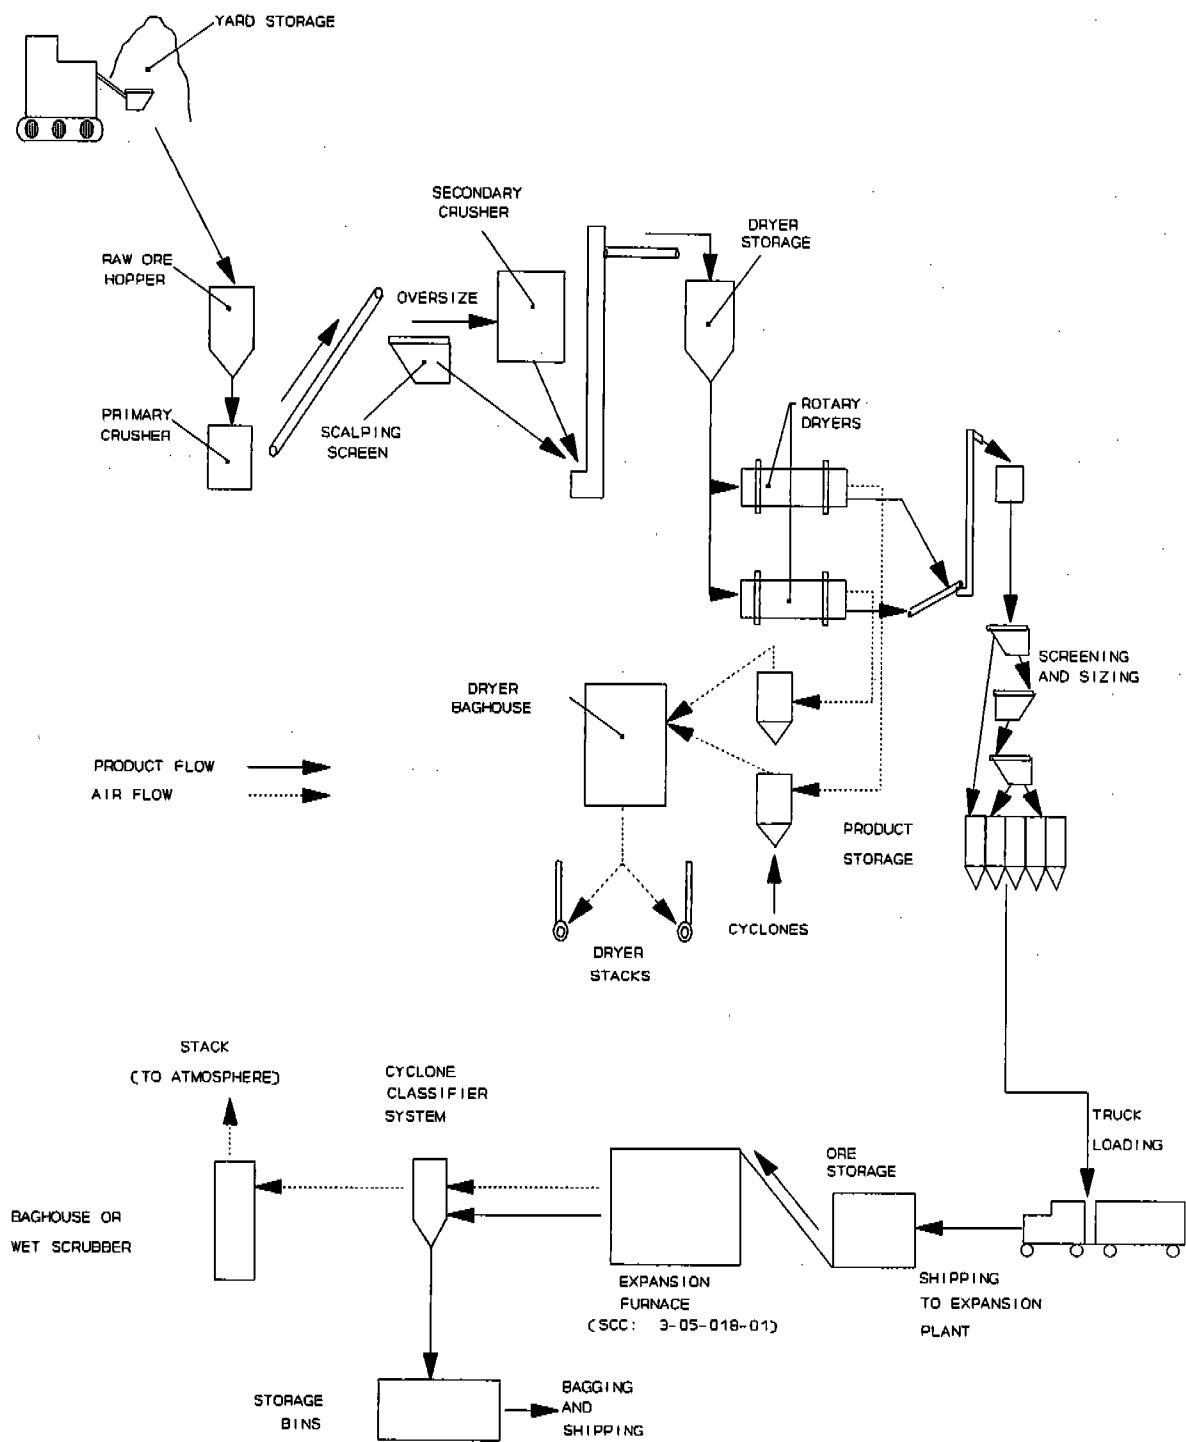 YARD STORAGE
SECONDARY
CRUSHER
DRYER
STORAGE
RAW ORE
HOPPER
OVERSIZE
PRIMARY
CRUSHER
SCALPING
SCREEN
ROTARY
DRYERS
SCREENING
AND SIZING
DRYER
BAGHOUSE
PRODUCT FLOW
AIR FLOW
PRODUCT
STORAGE
CYCLONES
DRYER
STACKS
STACK
(TO ATMOSPHERE)
CYCLONE
CLASSIFIER
SYSTEM
TRUCK
LOADING
ORE
STORAGE
BAGHOUSE OR
WET SCRUBBER
EXPANSION
FURNACE
(SCC: 3-05-018-01)
SHIPPING
TO EXPANSION
PLANT
STORAGE
BINS
BAGGING
AND
SHIPPING